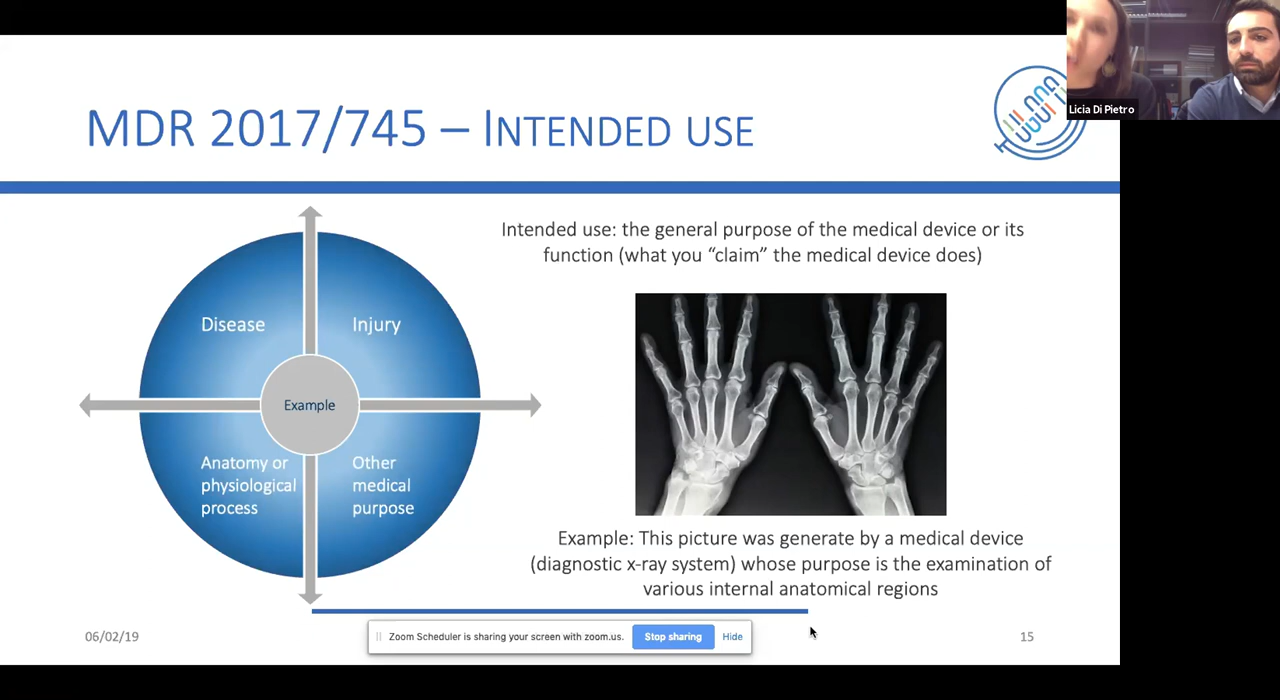 Licia Di Pietro
MDR 2017/745 – INTENDED USE
Disease
Injury
Example
Anatomy or
physiological
process
Other
medical
purpose
Intended use: the general purpose of the medical device or its
function (what you “claim” the medical device does)
Example: This picture was generate by a medical device
(diagnostic x-ray system) whose purpose is the examination of
various internal anatomical regions
06/02/19
Zoom Scheduler is sharing your screen with zoom.us.
Stop sharing
Hide
15